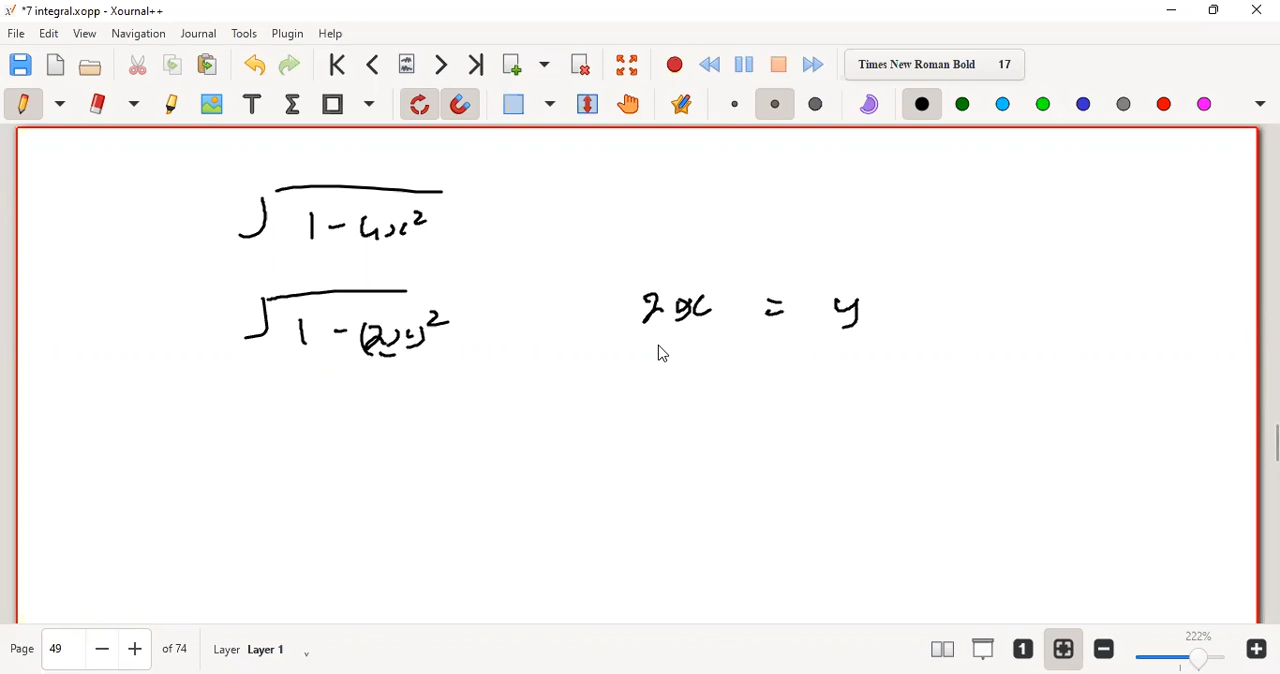 *7 integral.xopp - Xournal++
File Edit View Navigation Journal Tools Plugin Help
Times New Roman Bold 17
√1 - 4x²
√1 - (2x)²
2x = y
Page 49 of 74 Layer Layer 1 1 222%